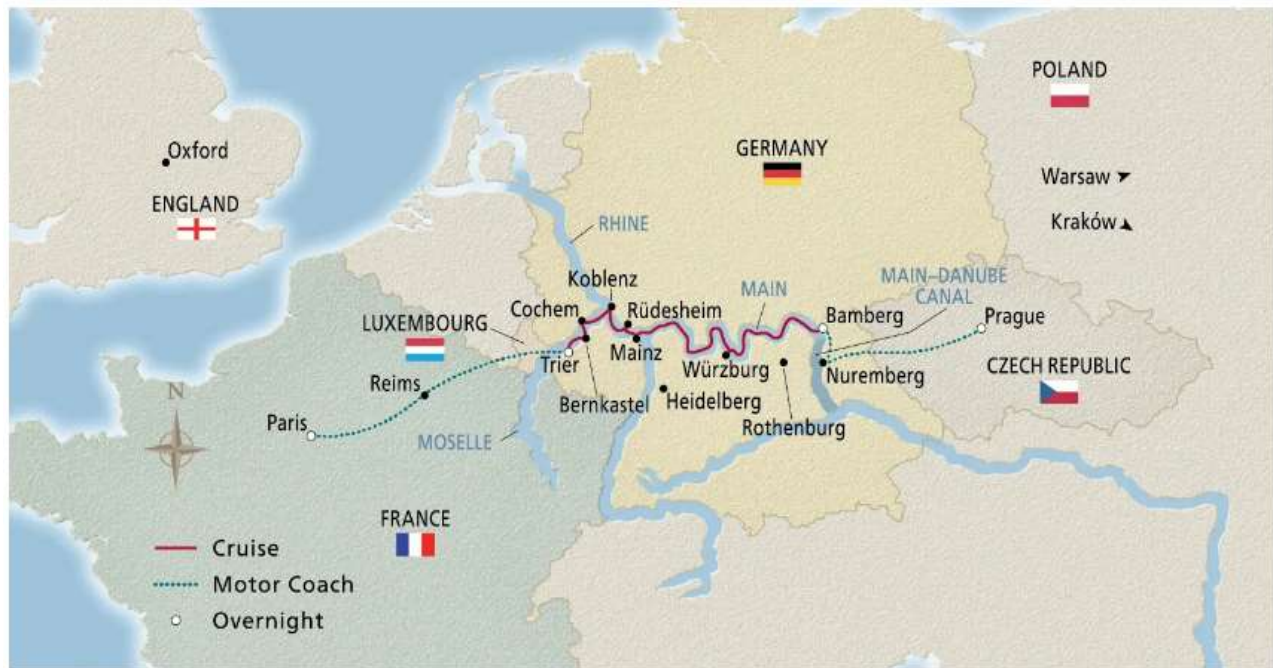 POLAND
Oxford
GERMANY
Warsaw
ENGLAND
Kraków
RHINE
Koblenz
MAIN–DANUBE
CANAL
MAIN
Cochem
Rüdesheim
Bamberg
Prague
LUXEMBOURG
Trier
Mainz
Würzburg
Nuremberg
CZECH REPUBLIC
Reims
Bernkastel
Heidelberg
N
Paris
MOSELLE
Rothenburg
FRANCE
Cruise
Motor Coach
Overnight